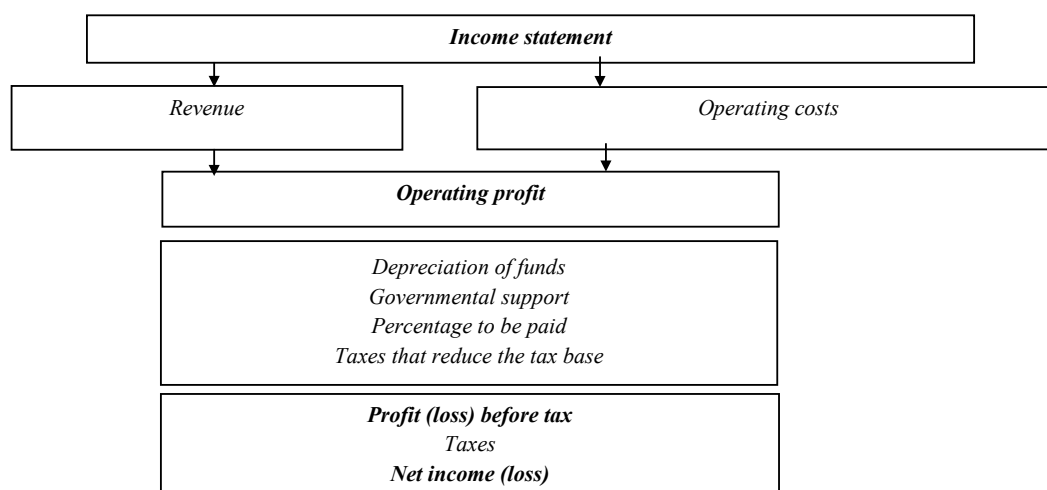 Income statement
Revenue
Operating costs
Operating profit
Depreciation of funds
Governmental support
Percentage to be paid
Taxes that reduce the tax base
Profit (loss) before tax
Taxes
Net income (loss)